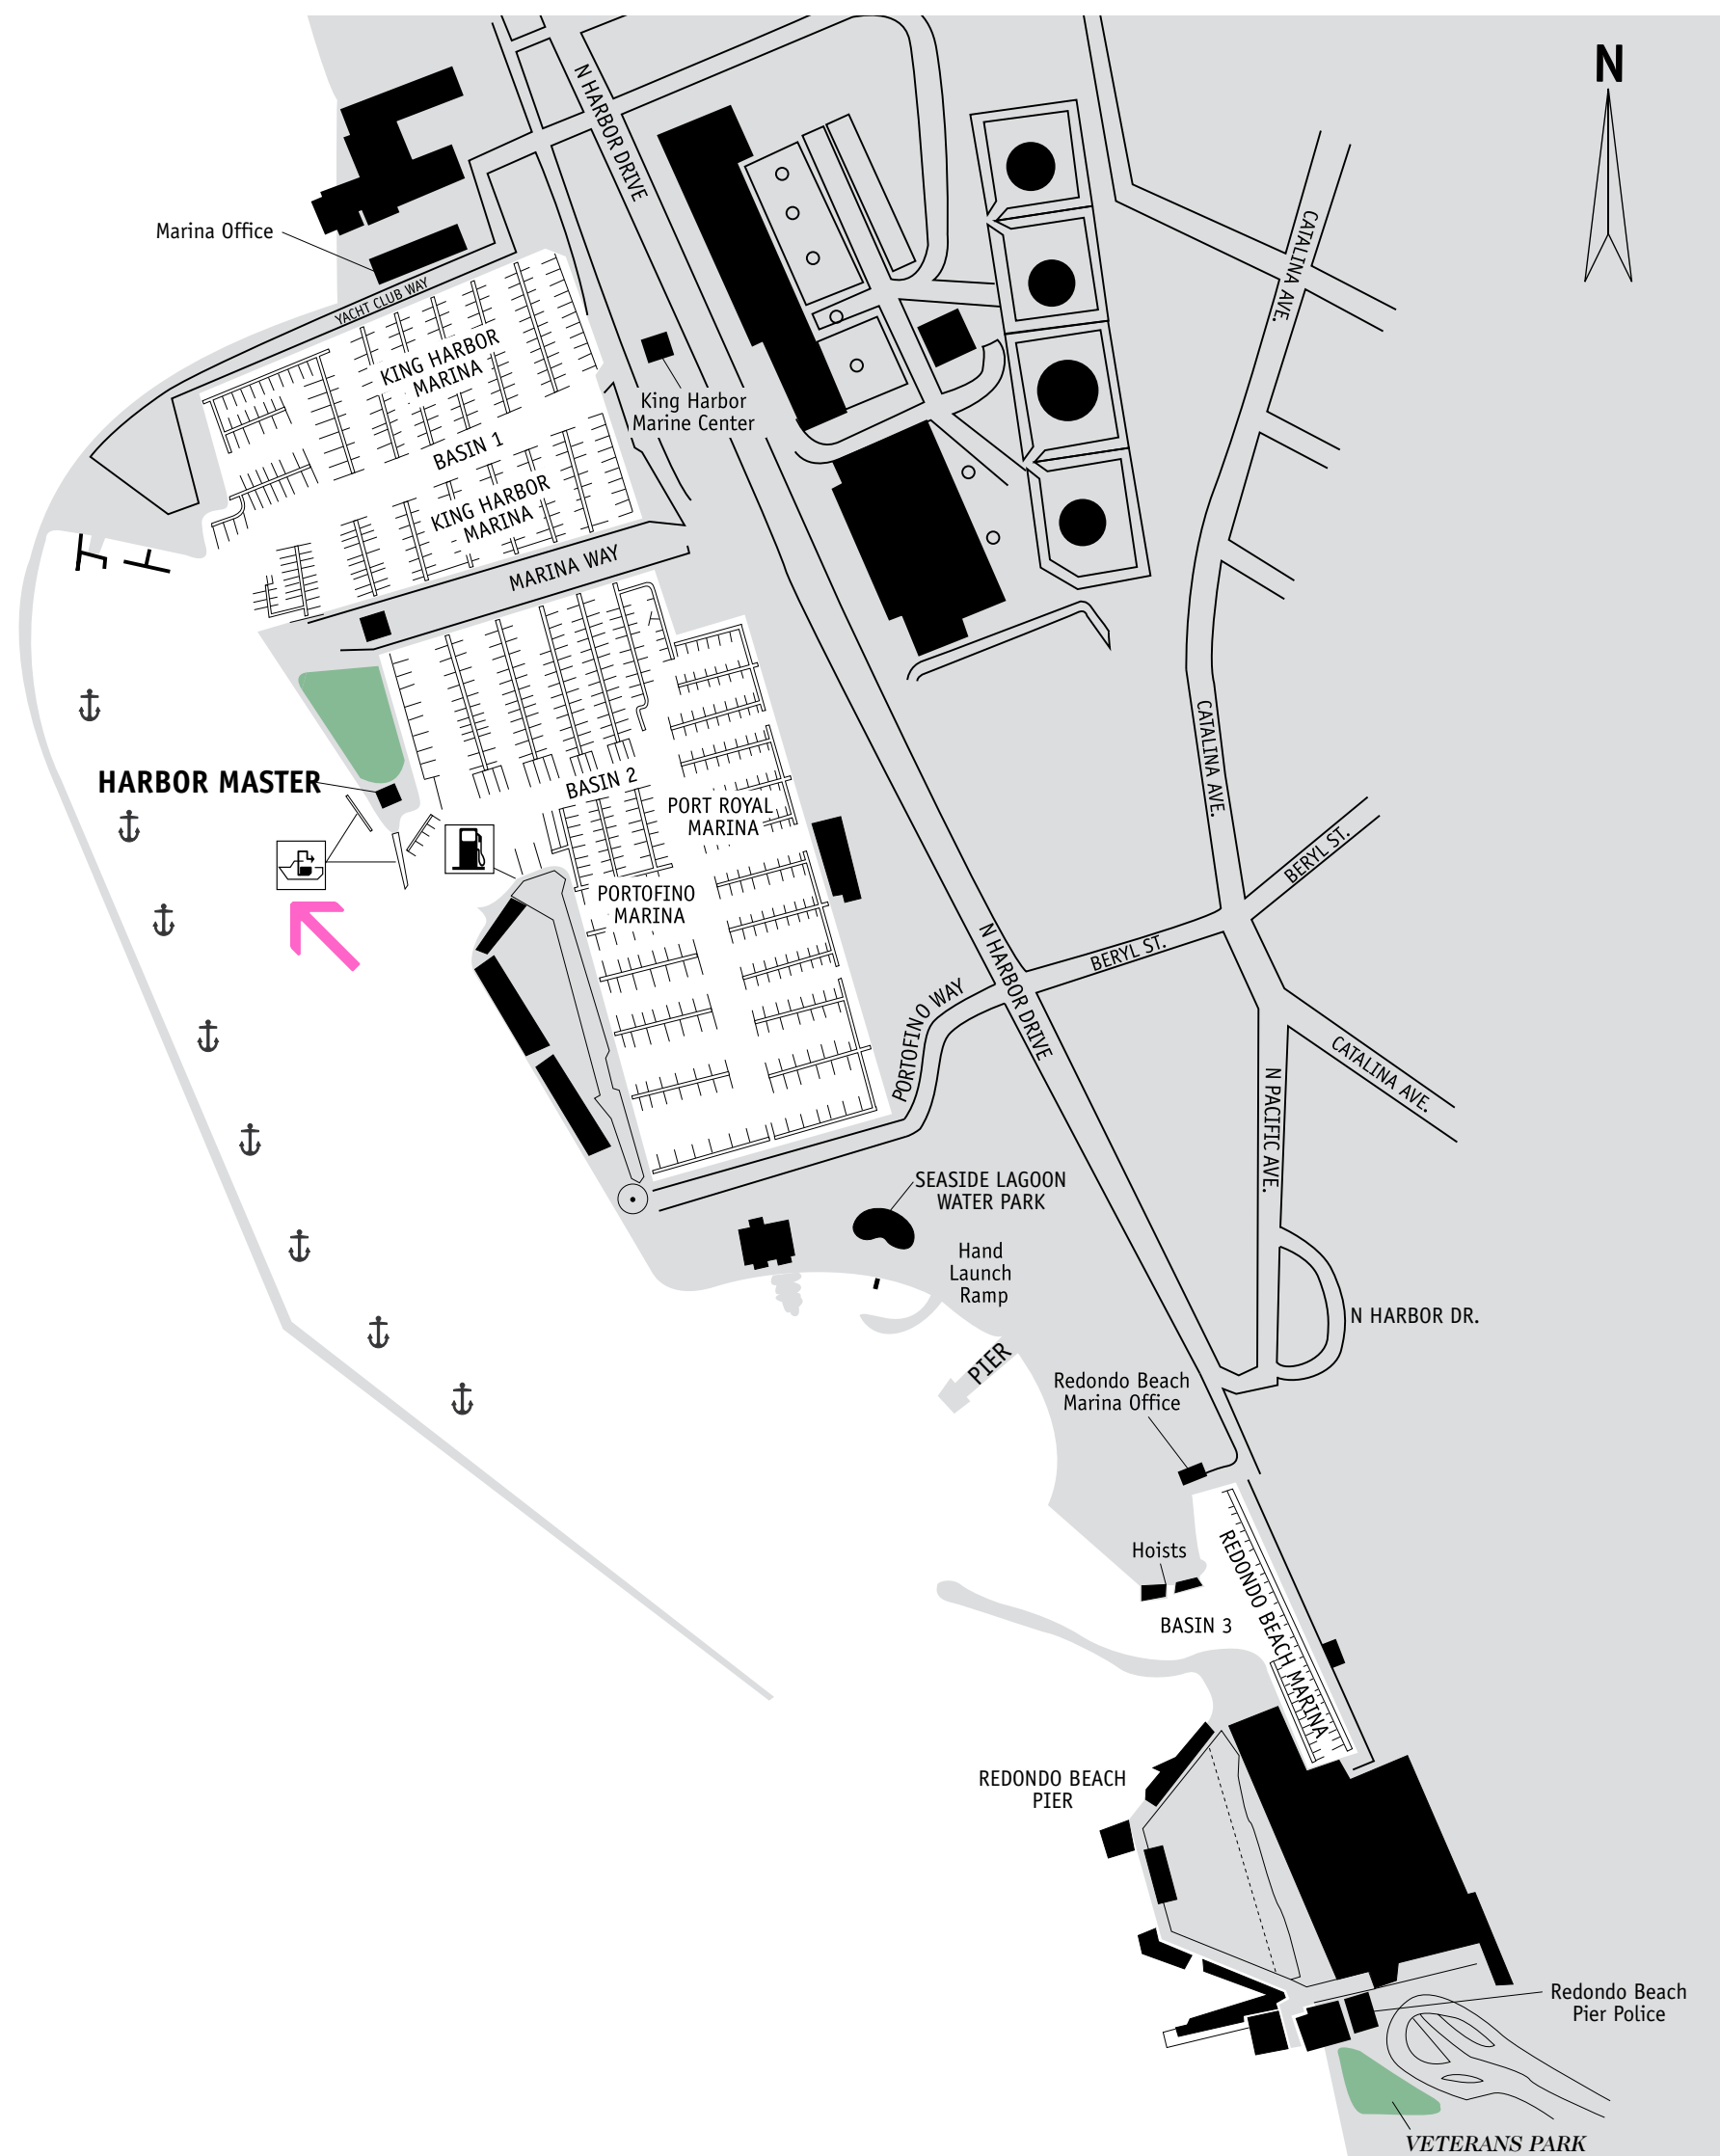 N
N HARBOR DRIVE
CATALINA AVE.
Marina Office
YACHT CLUB WAY
KING HARBOR
MARINA
King Harbor
Marine Center
BASIN 1
KING HARBOR
MARINA
MARINA WAY
CATALINA AVE.
HARBOR MASTER
BASIN 2
PORT ROYAL
MARINA
BERYL ST.
PORTOFINO
MARINA
N HARBOR DRIVE
BERYL ST.
PORTOFINO WAY
CATALINA AVE.
N PACIFIC AVE.
SEASIDE LAGOON
WATER PARK
Hand
Launch
Ramp
N HARBOR DR.
PIER
Redondo Beach
Marina Office
Hoists
REDONDO BEACH MARINA
BASIN 3
REDONDO BEACH
PIER
Redondo Beach
Pier Police
VETERANS PARK